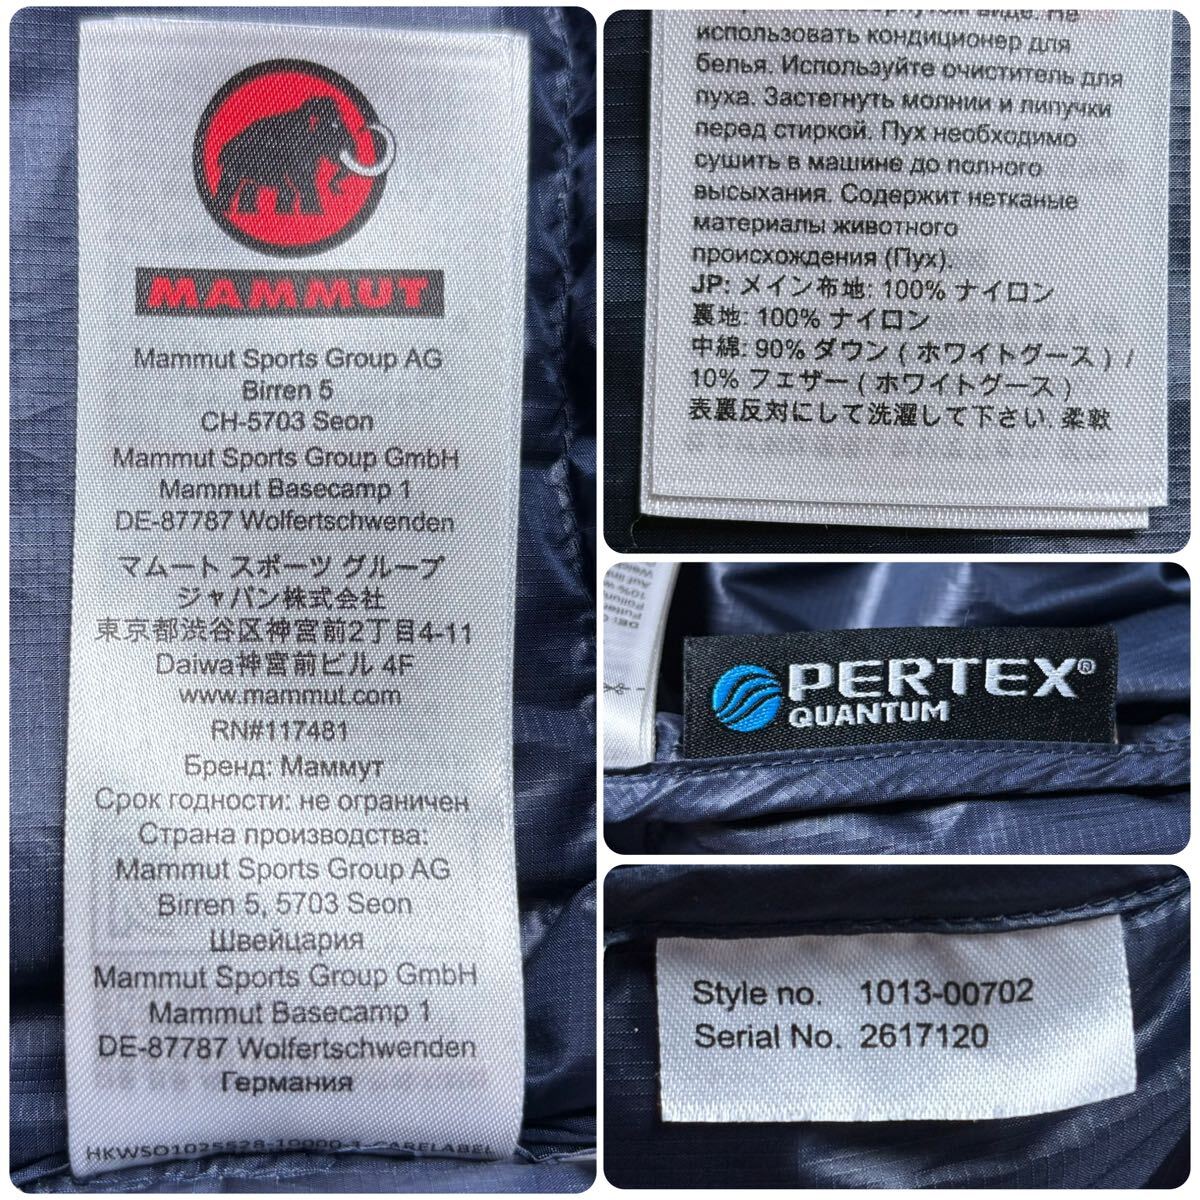 MAMMUT
Mammut Sports Group AG
Birren 5
CH-5703 Seon
Mammut Sports Group GmbH
Mammut Basecamp 1
DE-87787 Wolfertschwenden
マムート スポーツ グループ
ジャパン株式会社
東京都渋谷区神宮前2丁目4-11
Daiwa神宮前ビル 4F
www.mammut.com
RN#117481
Бренд: Маммут
Срок годности: не ограничен
Страна производства:
Mammut Sports Group AG
Birren 5, 5703 Seon
Швейцария
Mammut Sports Group GmbH
Mammut Basecamp 1
DE-87787 Wolfertschwenden
Германия
виде. Не
использовать кондиционер для
белья. Используйте очиститель для
пуха. Застегнуть молнии и липучки
перед стиркой. Пух необходимо
сушить в машине до полного
высыхания. Содержит нетканые
материалы животного
происхождения (Пух).
JP: メイン布地: 100% ナイロン
裏地: 100% ナイロン
中綿: 90% ダウン ( ホワイトグース ) /
10% フェザー ( ホワイトグース )
表裏反対にして洗濯して下さい. 柔軟
PERTEX®
QUANTUM
Style no. 1013-00702
Serial No. 2617120